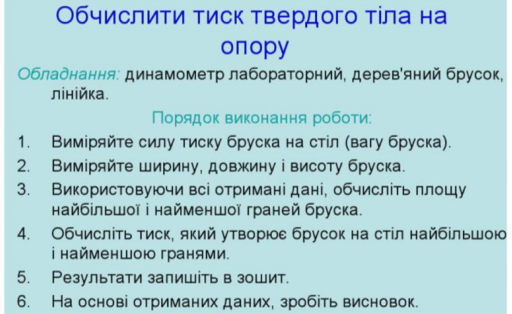 Обчислити тиск твердого тіла на
опору
Обладнання: динамометр лабораторний, дерев'яний брусок,
лінійка.
Порядок виконання роботи:
1. Виміряйте силу тиску бруска на стіл (вагу бруска).
2. Виміряйте ширину, довжину і висоту бруска.
3. Використовуючи всі отримані дані, обчисліть площу
найбільшої і найменшої граней бруска.
4. Обчисліть тиск, який утворює брусок на стіл найбільшою
і найменшою гранями.
5. Результати запишіть в зошит.
6. На основі отриманих даних, зробіть висновок.